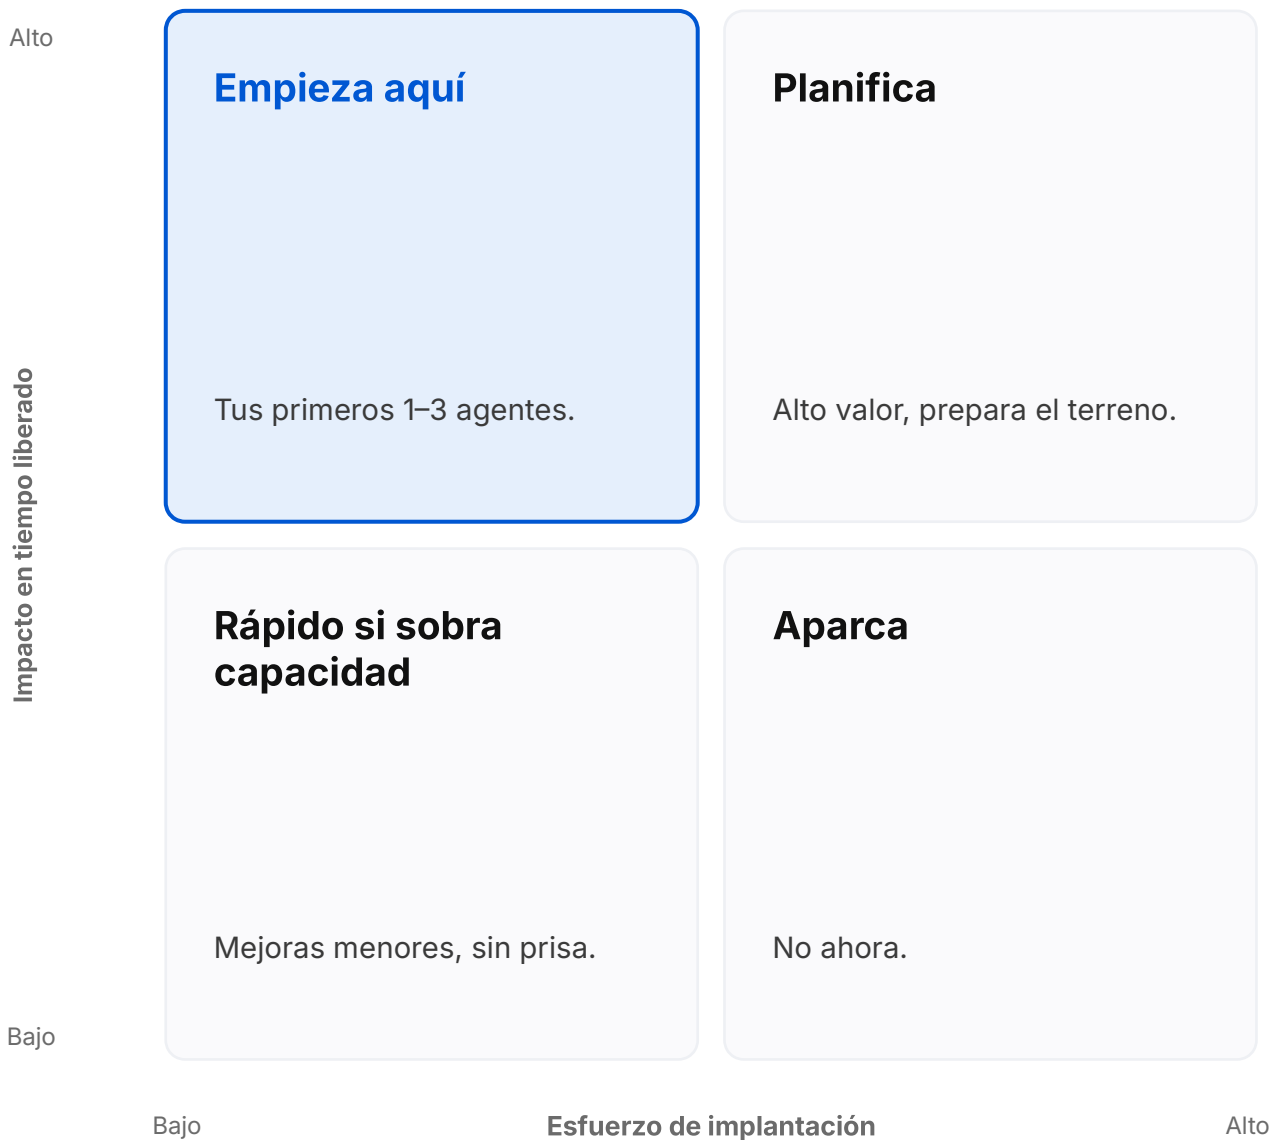 Alto
Empieza aquí
Planifica
Tus primeros 1–3 agentes.
Alto valor, prepara el terreno.
Impacto en tiempo liberado
Rápido si sobra
capacidad
Aparca
Mejoras menores, sin prisa.
No ahora.
Bajo
Bajo
Esfuerzo de implantación
Alto